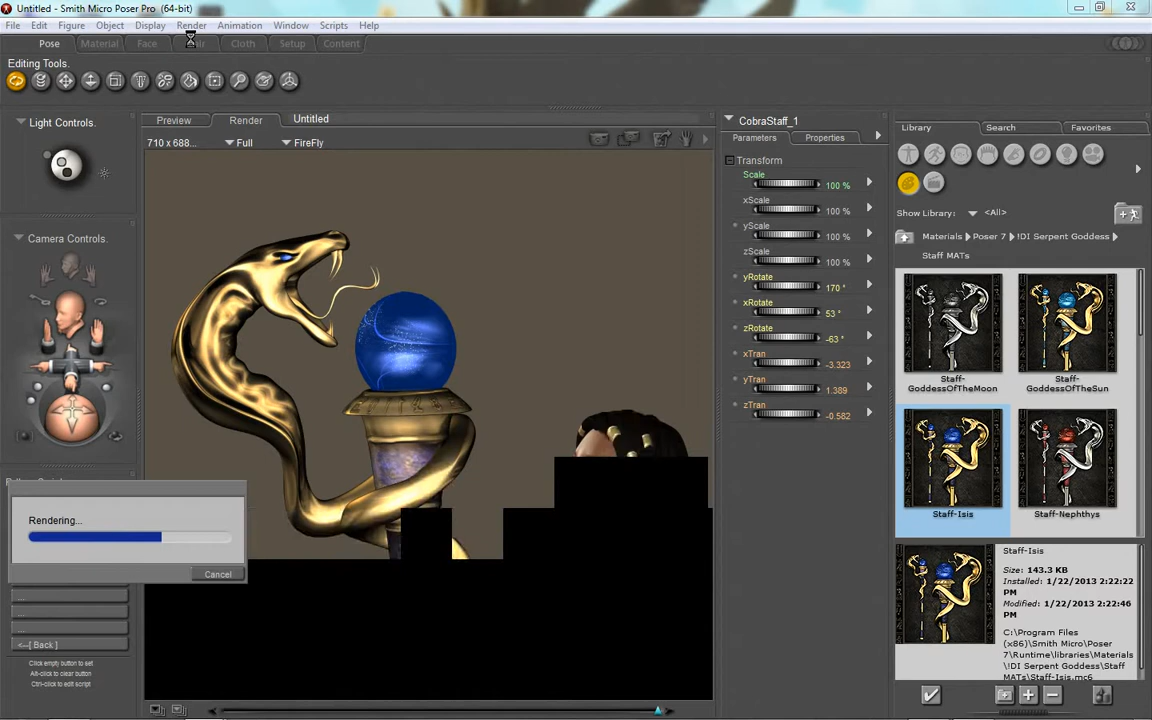 Untitled - Smith Micro Poser Pro (64-bit)
File Edit Figure Object Display Render Animation Window Scripts Help
Pose Material Face Hair Cloth Setup Content
Editing Tools.
Light Controls.
Preview Render Untitled
710 x 688... Full FireFly
Camera Controls.
Rendering...
Cancel
...
...
...
<--[ Back ]
Click empty button to set
Alt-click to clear button
Ctrl-click to edit script
CobraStaff_1
Parameters Properties
Transform
Scale
100 %
xScale
100 %
yScale
100 %
zScale
100 %
yRotate
170 °
xRotate
53 °
zRotate
-63 °
xTran
-3.323
yTran
1.389
zTran
-0.582
Library Search Favorites
Show Library: <All>
Materials Poser 7 !DI Serpent Goddess
Staff MATs
Staff-GoddessOfTheMoon
Staff-GoddessOfTheSun
Staff-Isis
Staff-Nephthys
Staff-Isis
Size: 143.3 KB
Installed: 1/22/2013 2:22:22 PM
Modified: 1/22/2013 2:22:46 PM
C:\Program Files
(x86)\Smith Micro\Poser
7\Runtime\libraries\Materials
\!DI Serpent Goddess\Staff
MATs\Staff-Isis.mc6